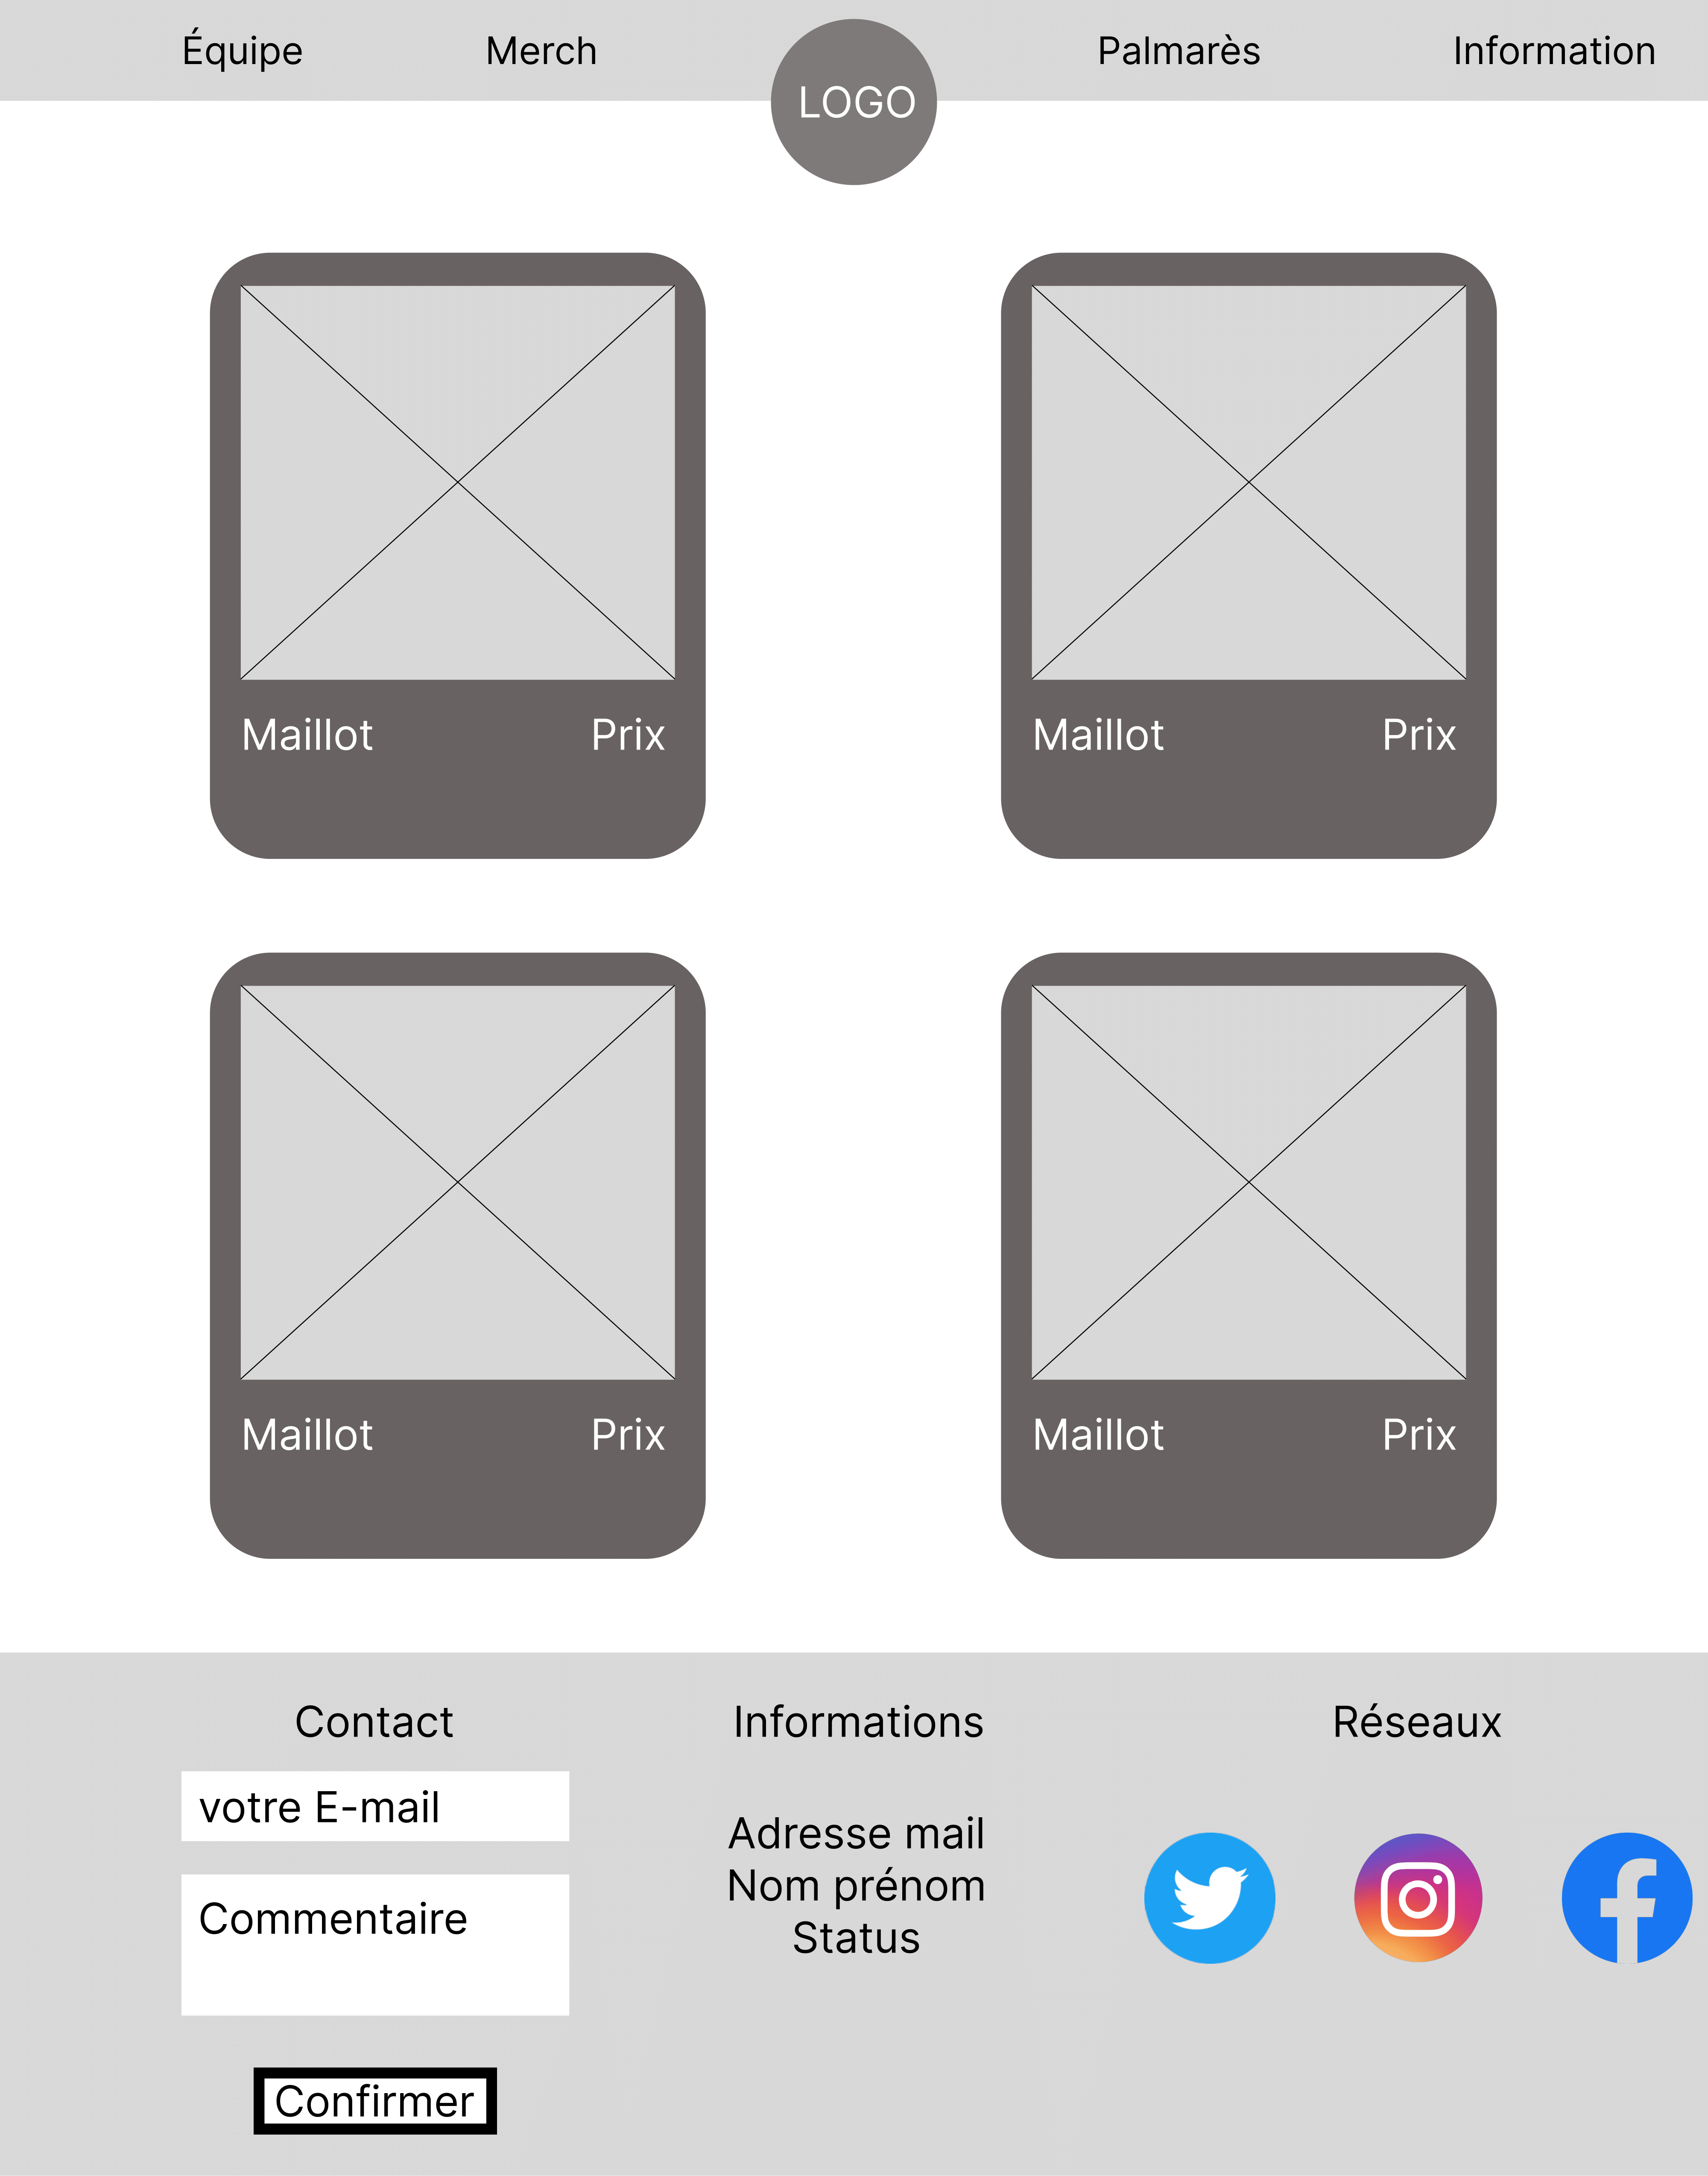 Équipe
Merch
LOGO
Palmarès
Information
Maillot
Prix
Maillot
Prix
Maillot
Prix
Maillot
Prix
Contact
votre E-mail
Commentaire
Confirmer
Informations
Adresse mail
Nom prénom
Status
Réseaux